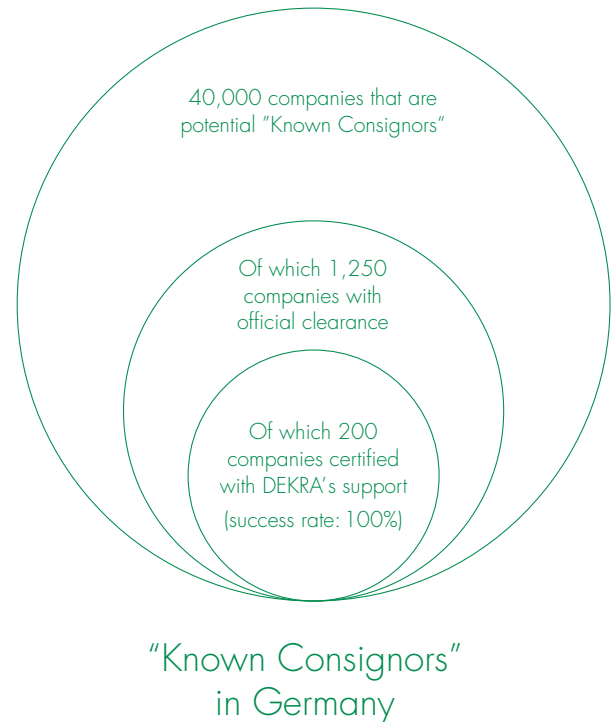 40,000 companies that are
potential ”Known Consignors“
Of which 1,250
companies with
official clearance
Of which 200
companies certified
with DEKRA’s support
(success rate: 100%)
“Known Consignors”
in Germany